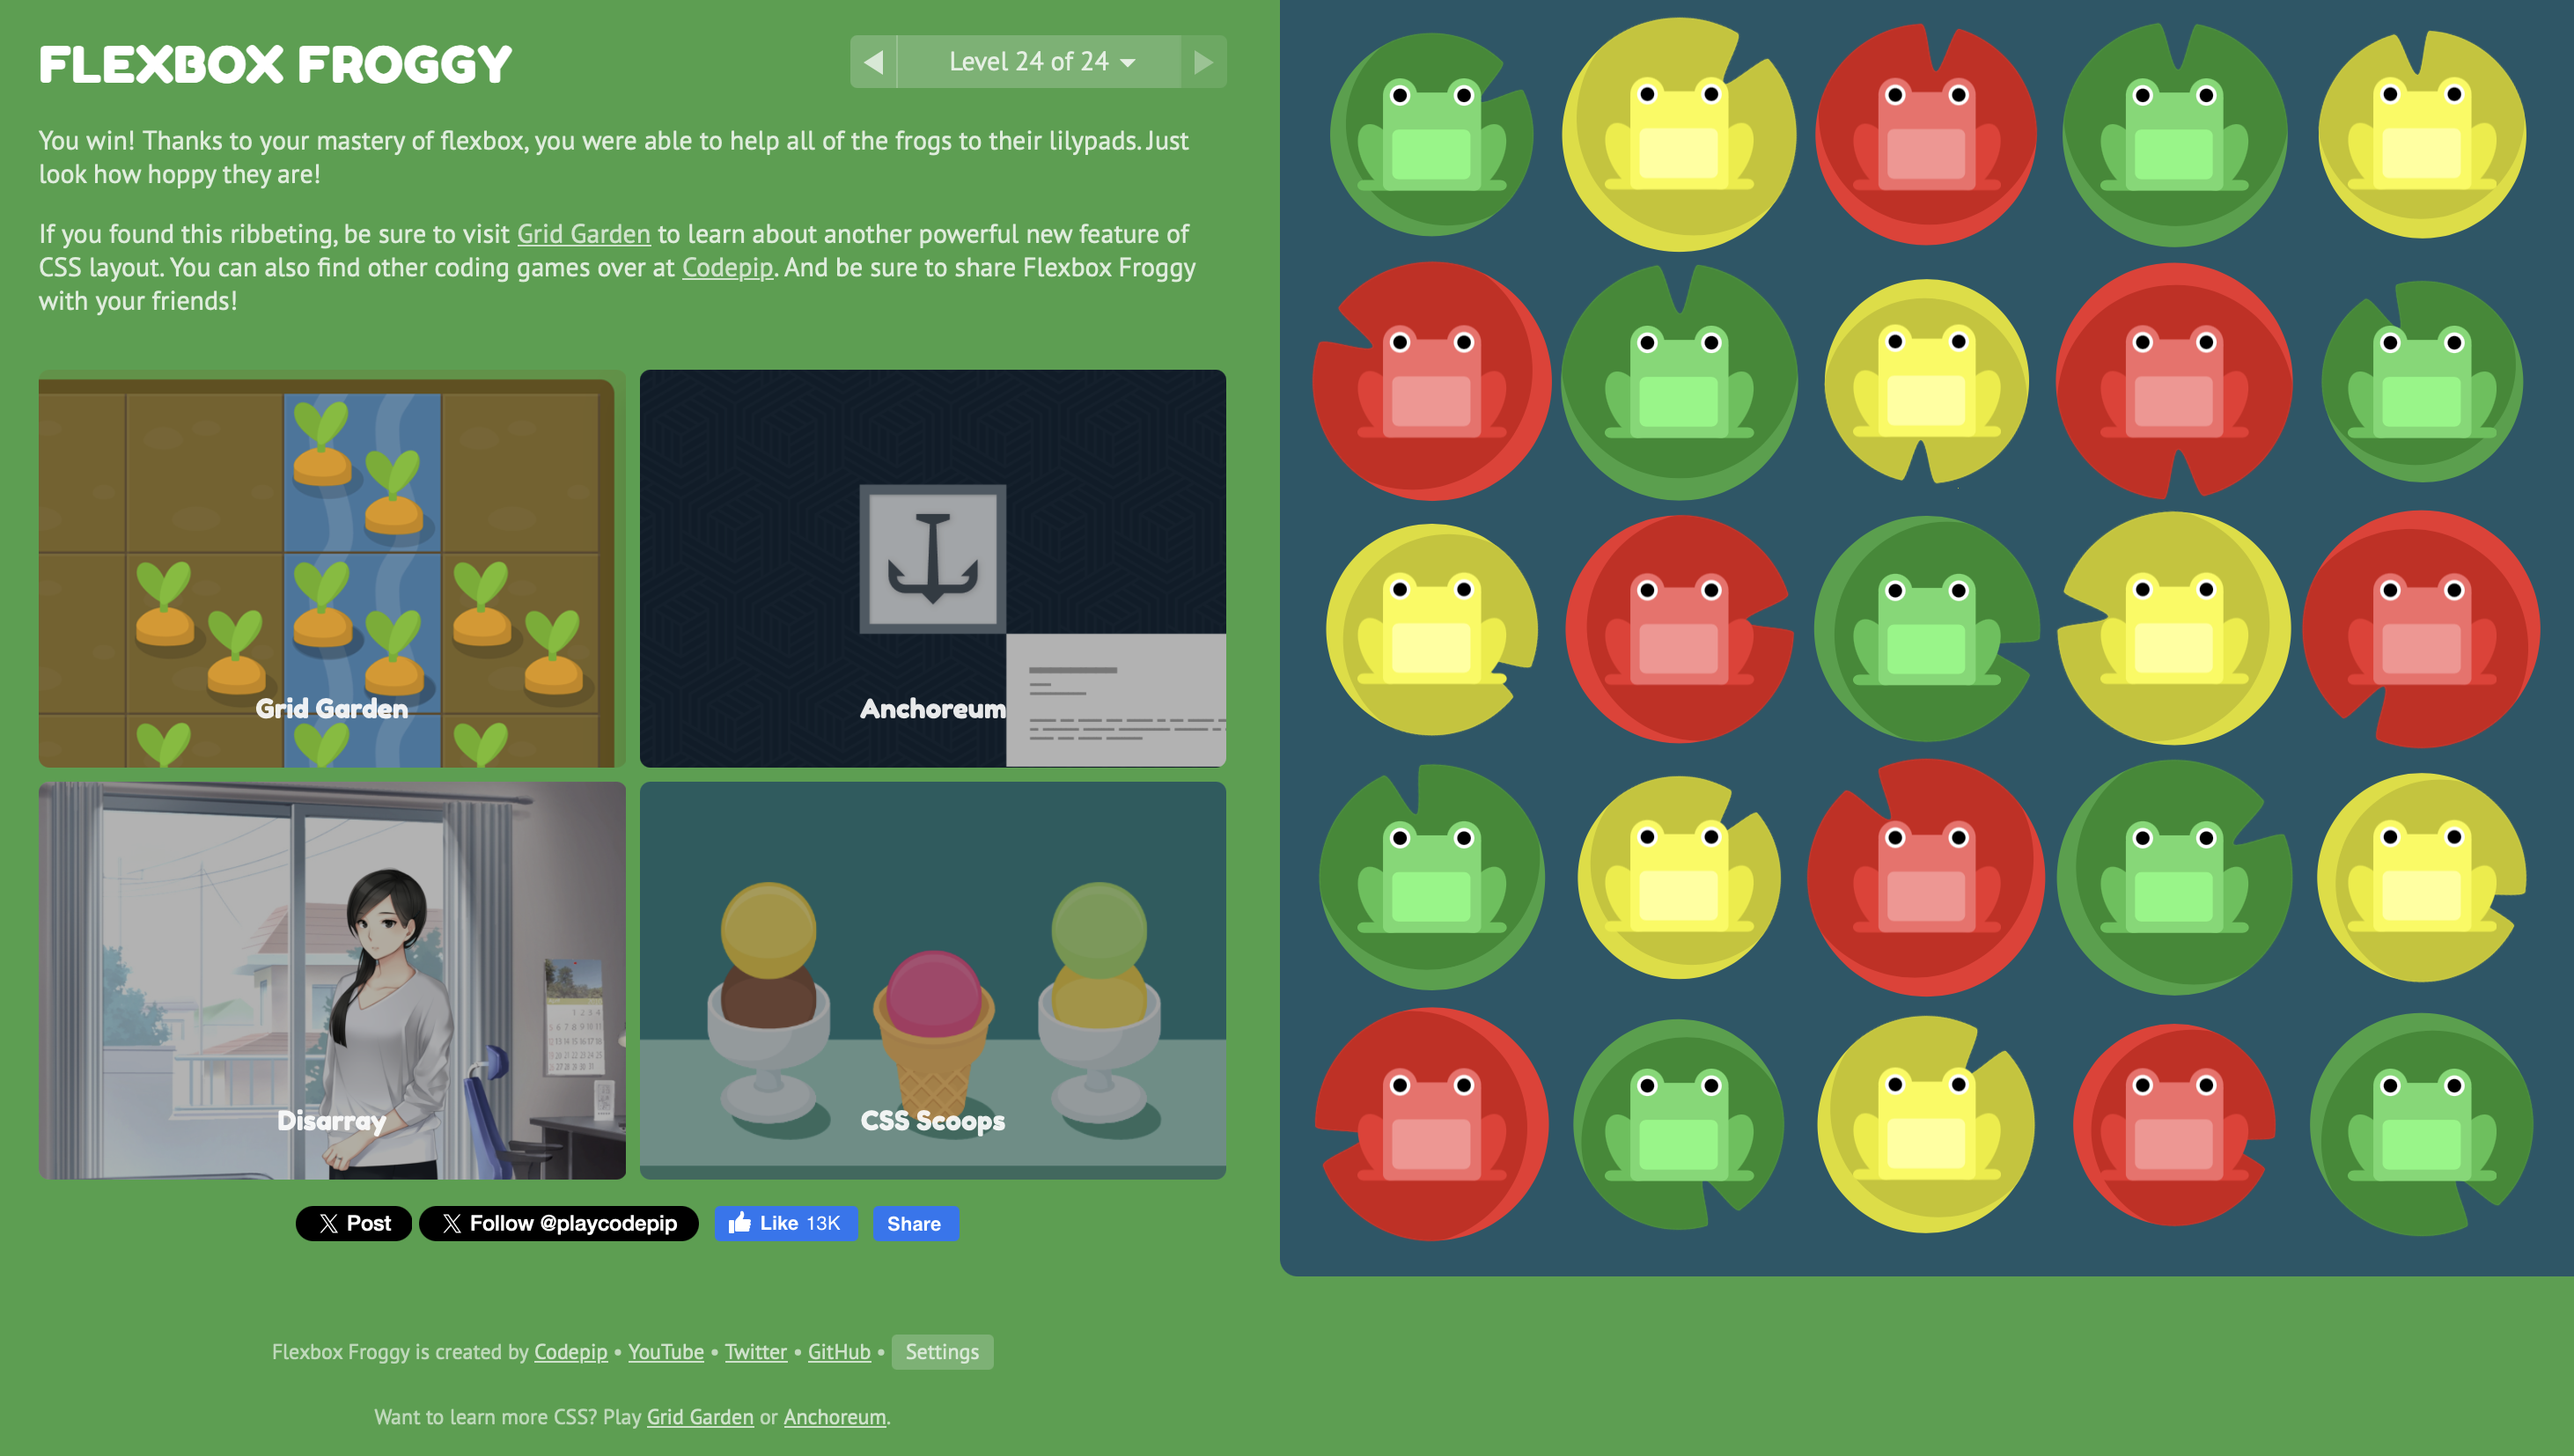 FLEXBOX FROGGY
Level 24 of 24
You win! Thanks to your mastery of flexbox, you were able to help all of the frogs to their lilypads. Just
look how hoppy they are!
If you found this ribbeting, be sure to visit Grid Garden to learn about another powerful new feature of
CSS layout. You can also find other coding games over at Codepip. And be sure to share Flexbox Froggy
with your friends!
Grid Garden
Anchoreum
Disarray
CSS Scoops
Post
Follow @playcodepip
Like 13K
Share
Flexbox Froggy is created by Codepip • YouTube • Twitter • GitHub • Settings
Want to learn more CSS? Play Grid Garden or Anchoreum.